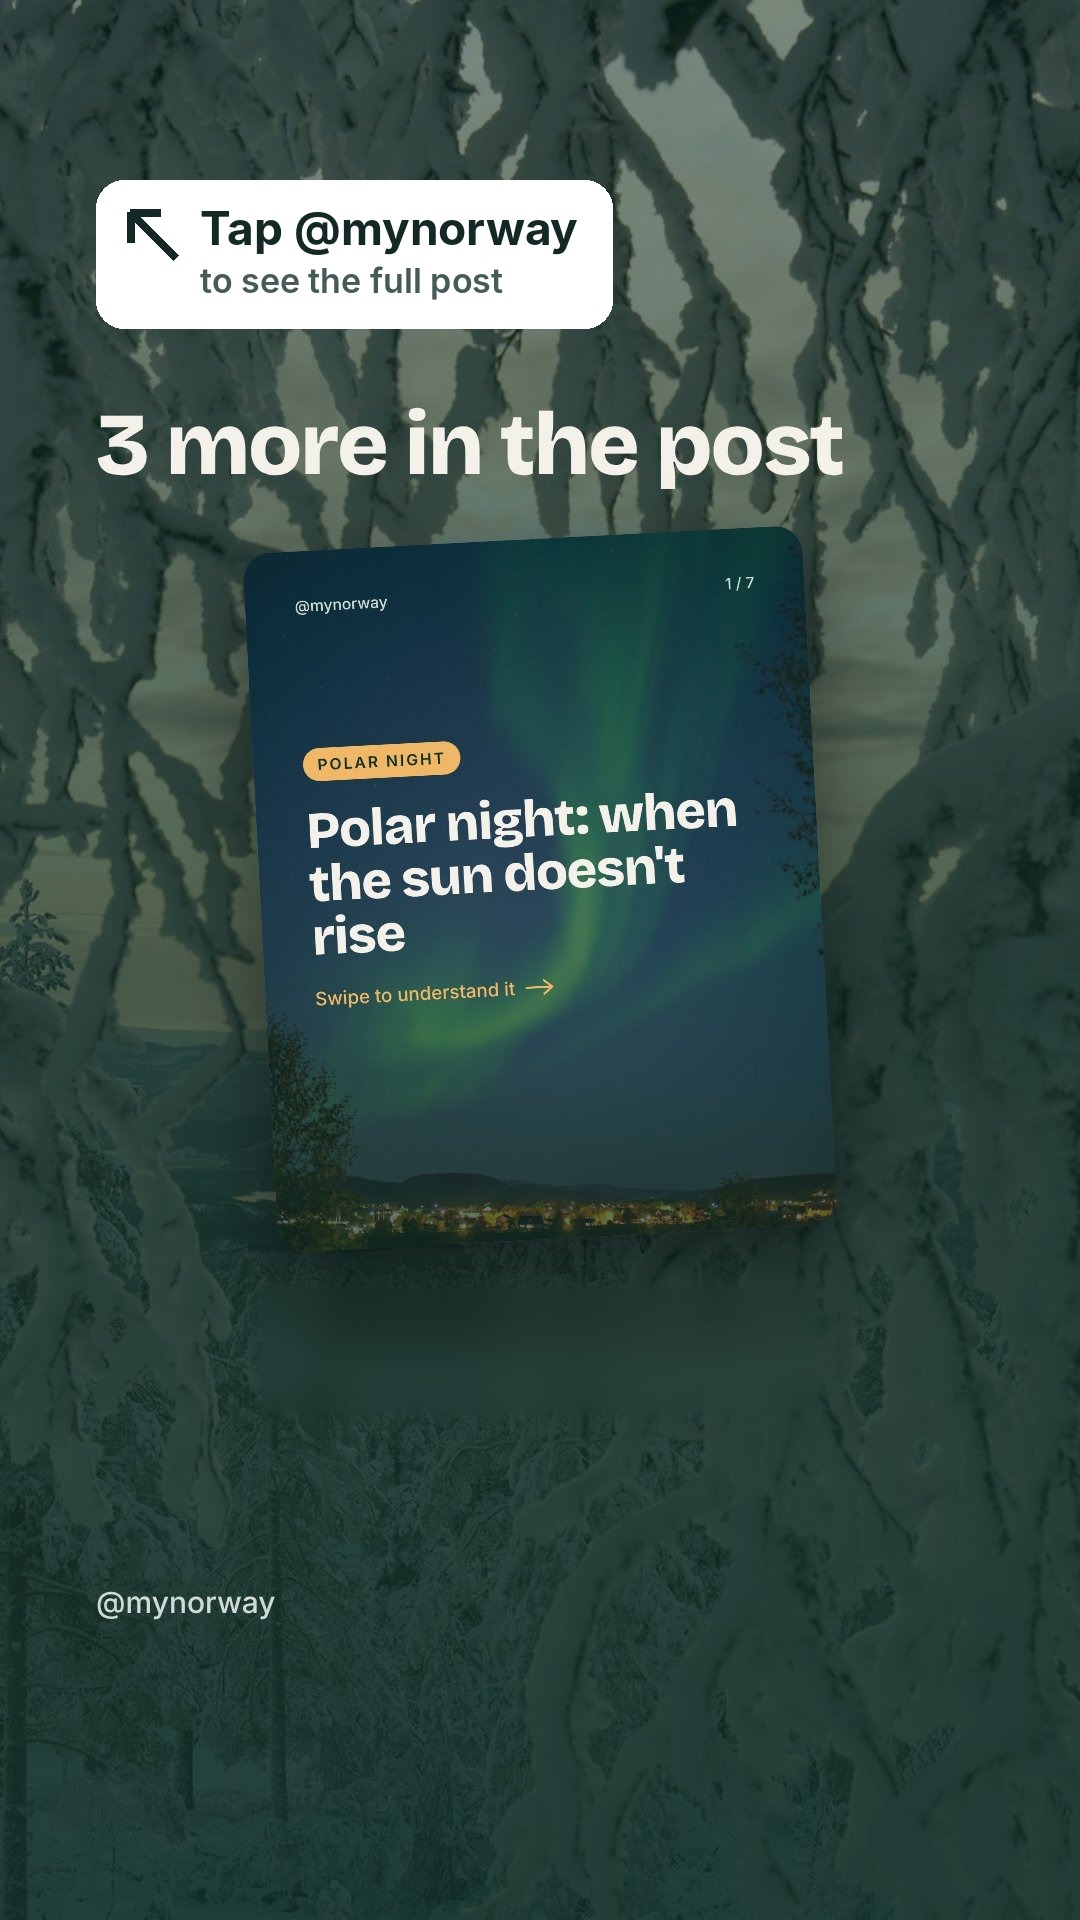 Tap @mynorway
to see the full post
3 more in the post
@mynorway
1 / 7
POLAR NIGHT
Polar night: when
the sun doesn't
rise
Swipe to understand it →
@mynorway